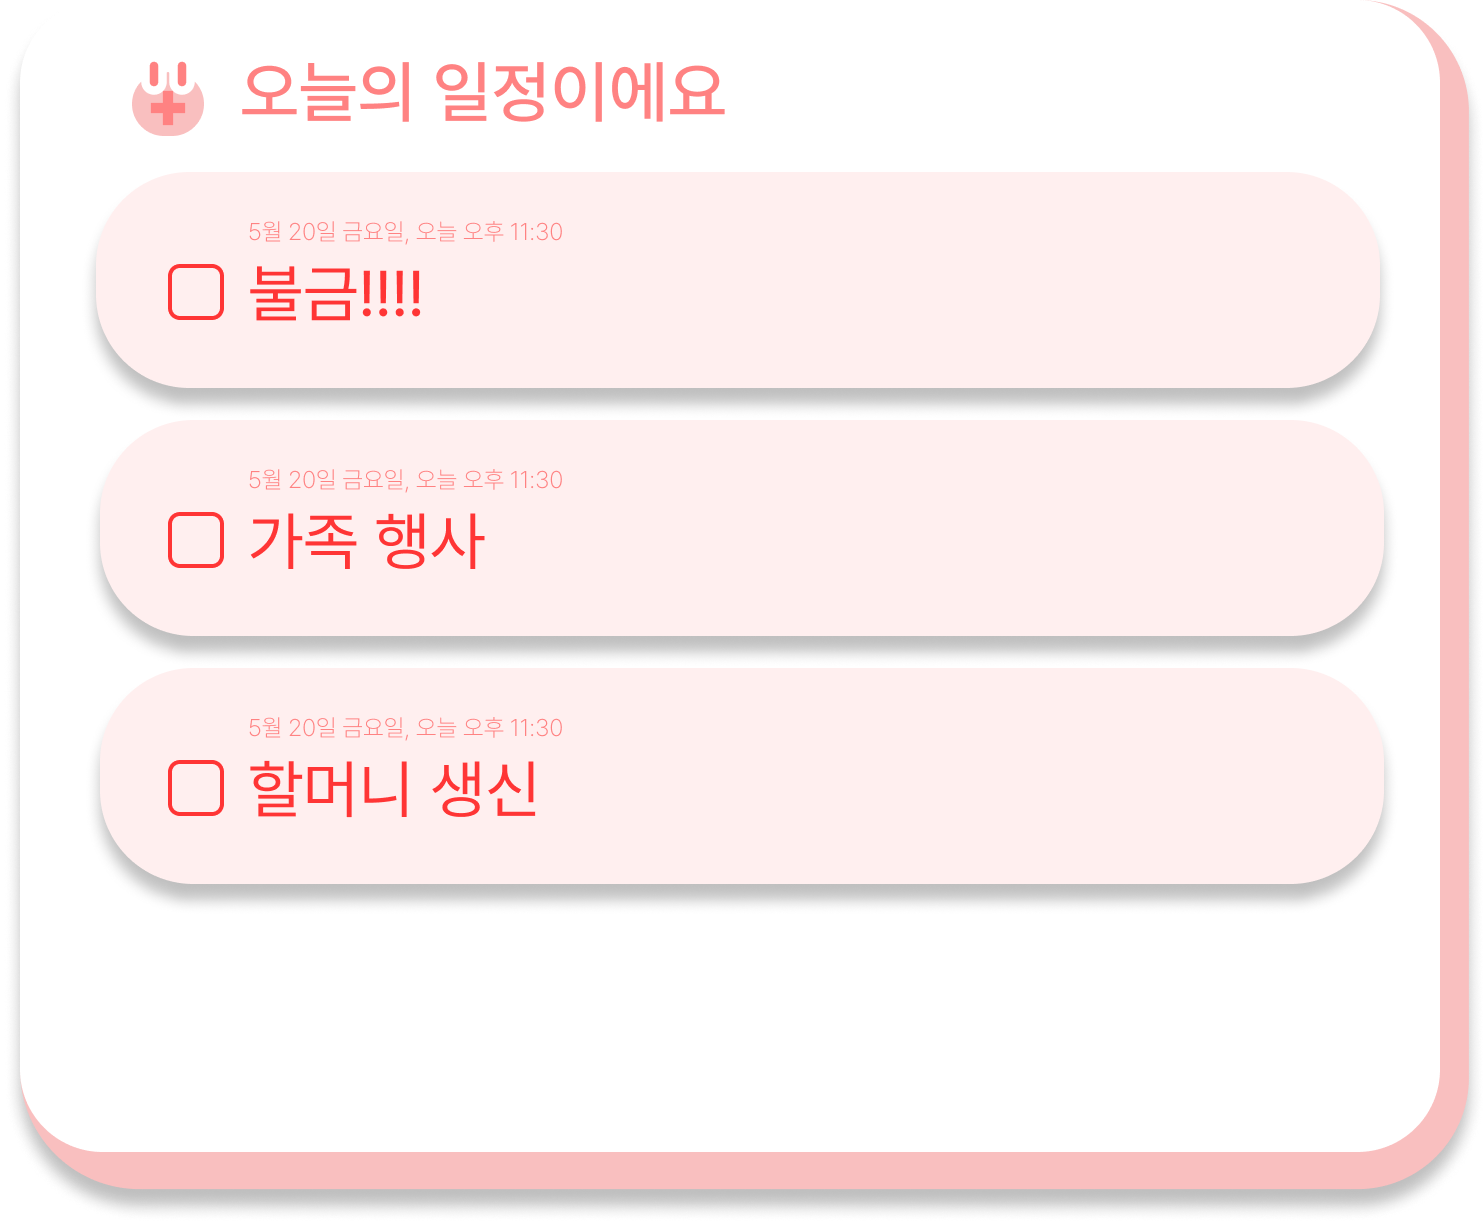 오늘의 일정이에요
5월 20일 금요일, 오늘 오후 11:30
불금!!!!
5월 20일 금요일, 오늘 오후 11:30
가족 행사
5월 20일 금요일, 오늘 오후 11:30
할머니 생신